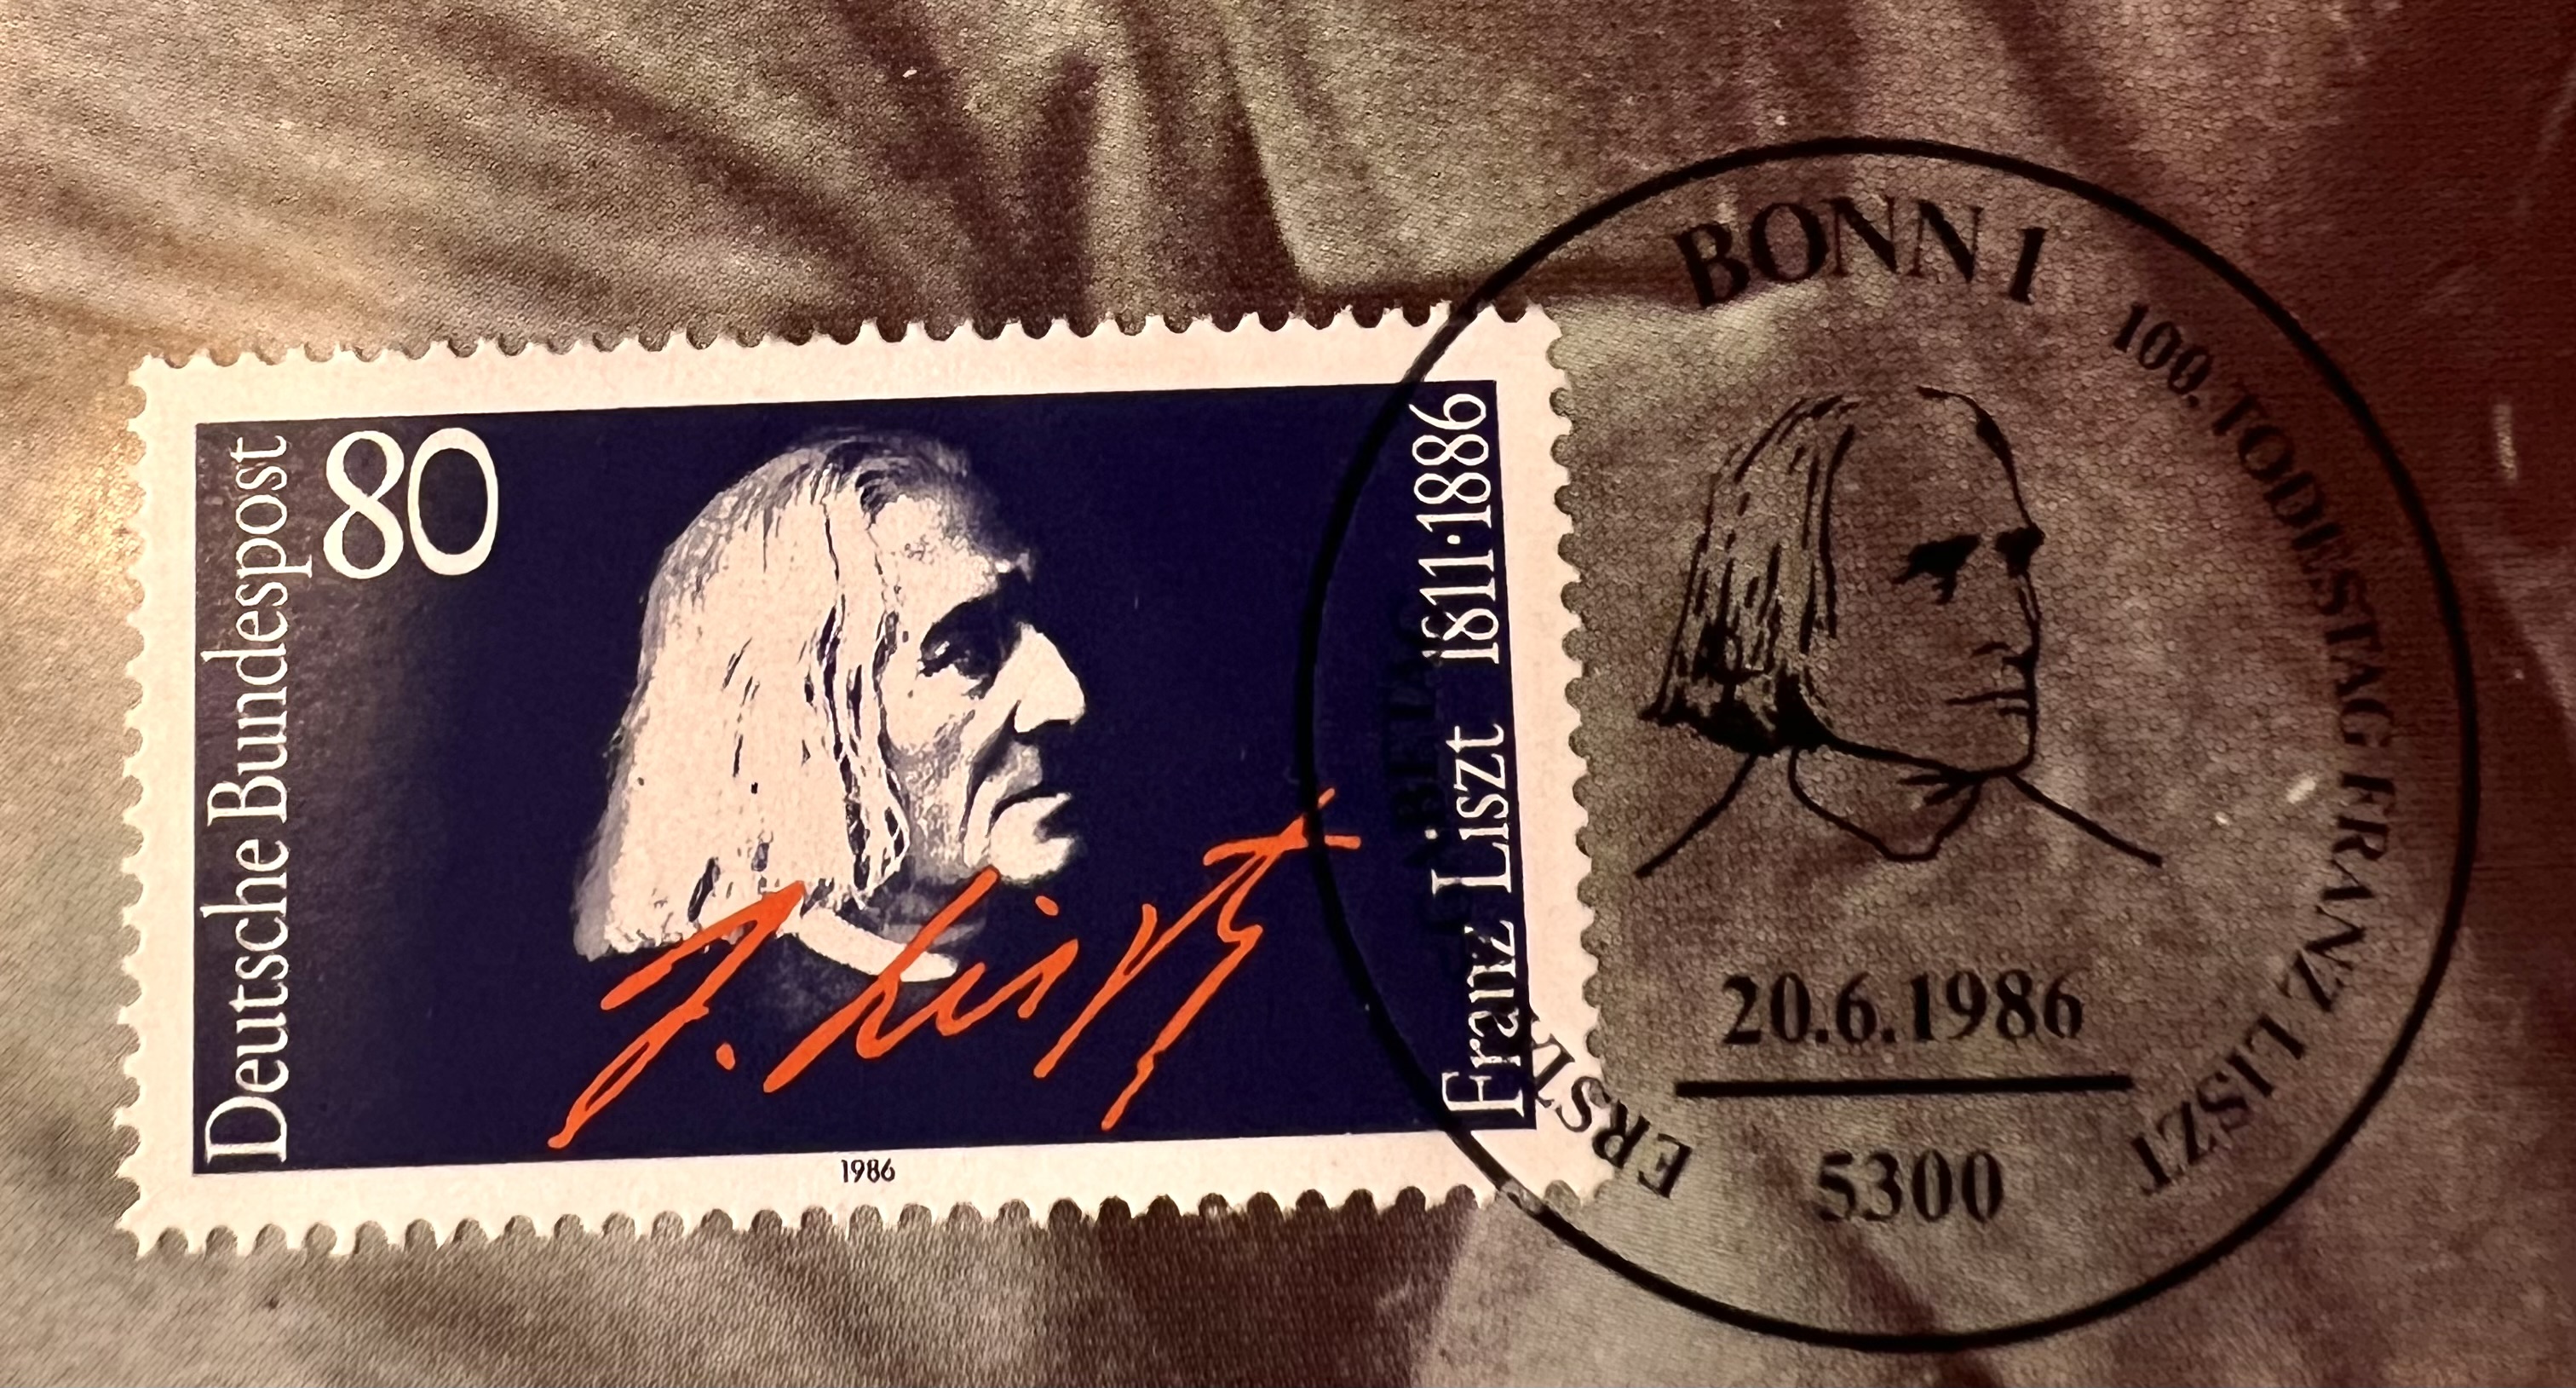 Deutsche Bundespost
80
F. Liszt
Franz Liszt 1811·1886
1986
BONN 1
100. TODESTAG FRANZ LISZT
20.6.1986
5300
ERST